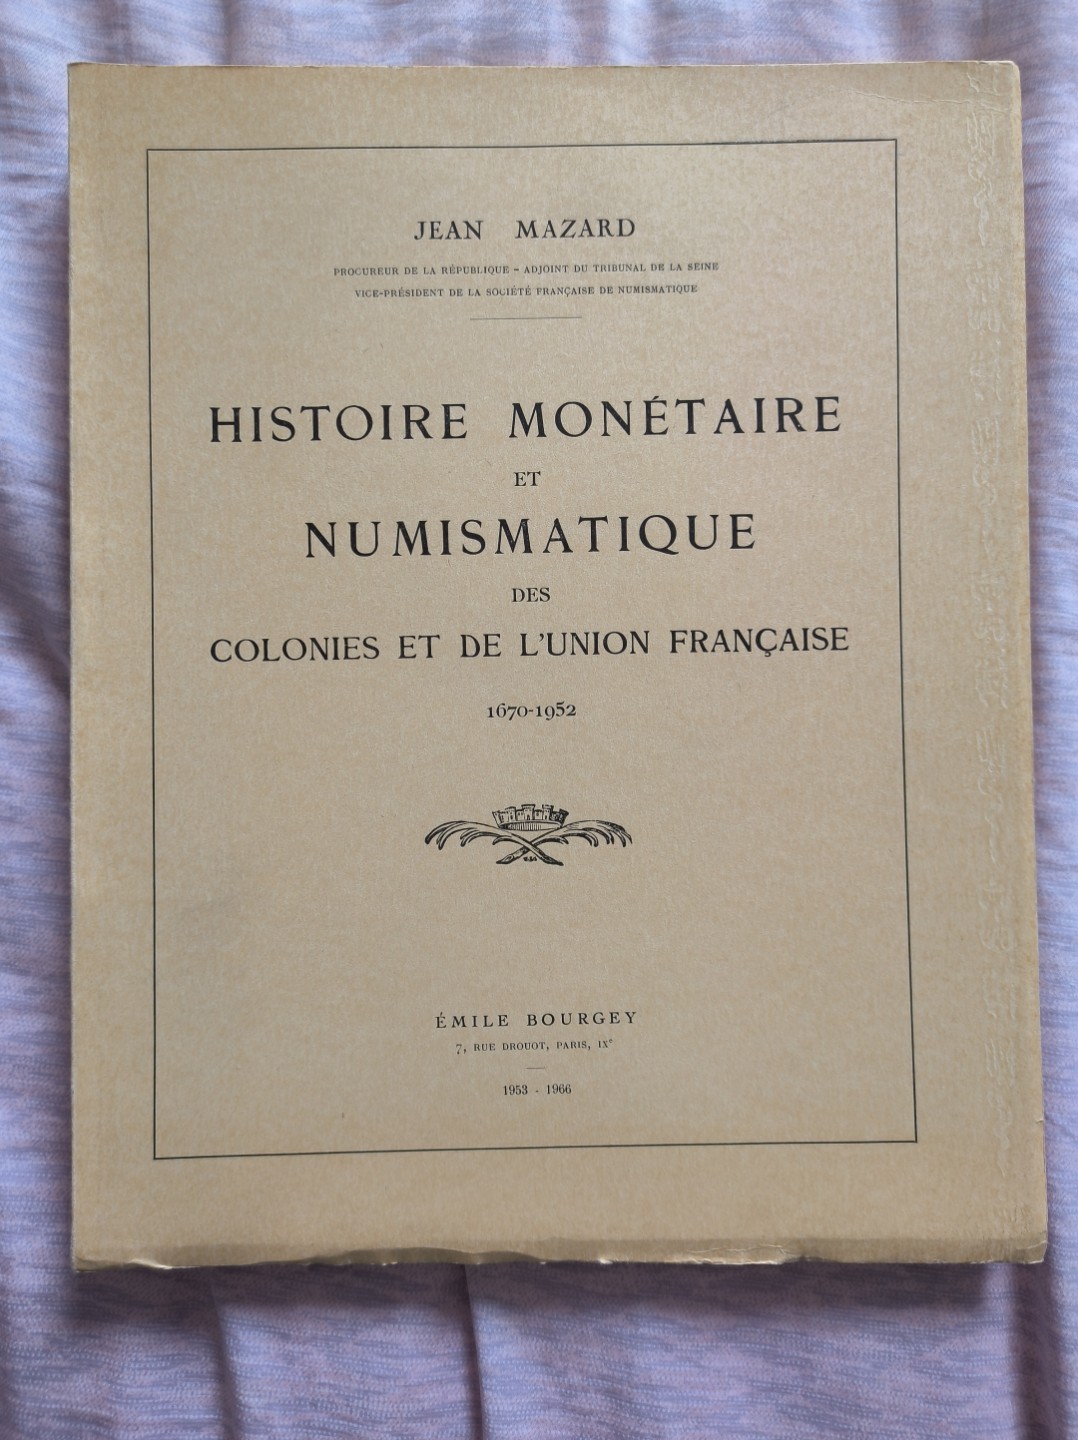 JEAN MAZARD
PROCUREUR DE LA RÉPUBLIQUE - ADJOINT DU TRIBUNAL DE LA SEINE
VICE-PRÉSIDENT DE LA SOCIÉTÉ FRANÇAISE DE NUMISMATIQUE
HISTOIRE MONÉTAIRE
ET
NUMISMATIQUE
DES
COLONIES ET DE L'UNION FRANÇAISE
1670-1952
ÉMILE BOURGEY
7, RUE DROUOT, PARIS, IXe
1953 - 1966